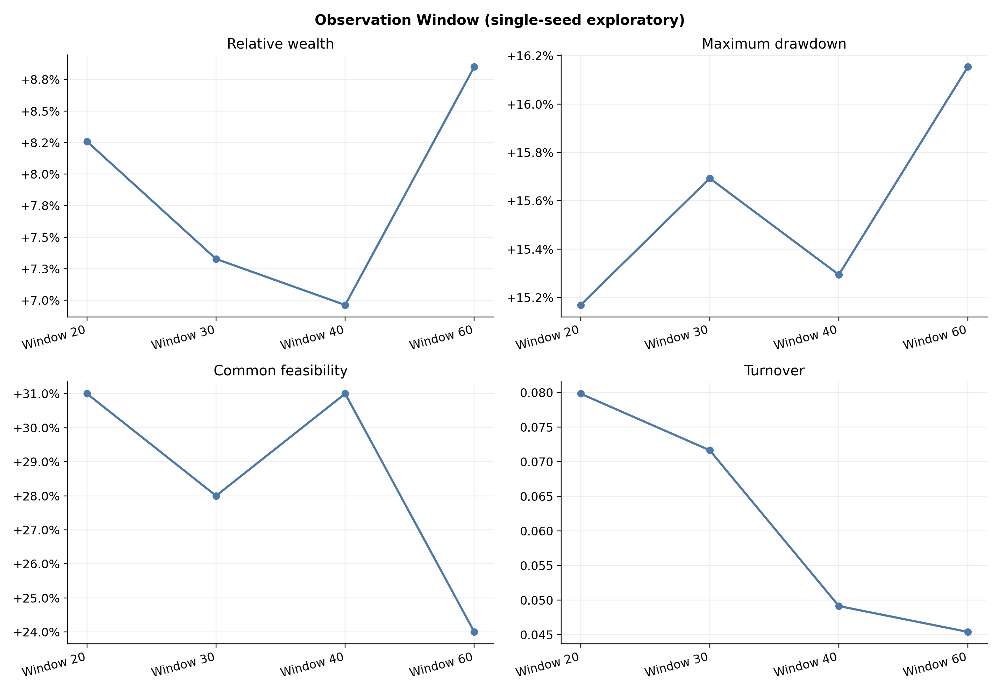 Observation Window (single-seed exploratory)
Relative wealth
+8.8%
+8.5%
+8.2%
+8.0%
+7.8%
+7.5%
+7.3%
+7.0%
Window 20
Window 30
Window 40
Window 60
Maximum drawdown
+16.2%
+16.0%
+15.8%
+15.6%
+15.4%
+15.2%
Window 20
Window 30
Window 40
Window 60
Common feasibility
+31.0%
+30.0%
+29.0%
+28.0%
+27.0%
+26.0%
+25.0%
+24.0%
Window 20
Window 30
Window 40
Window 60
Turnover
0.080
0.075
0.070
0.065
0.060
0.055
0.050
0.045
Window 20
Window 30
Window 40
Window 60